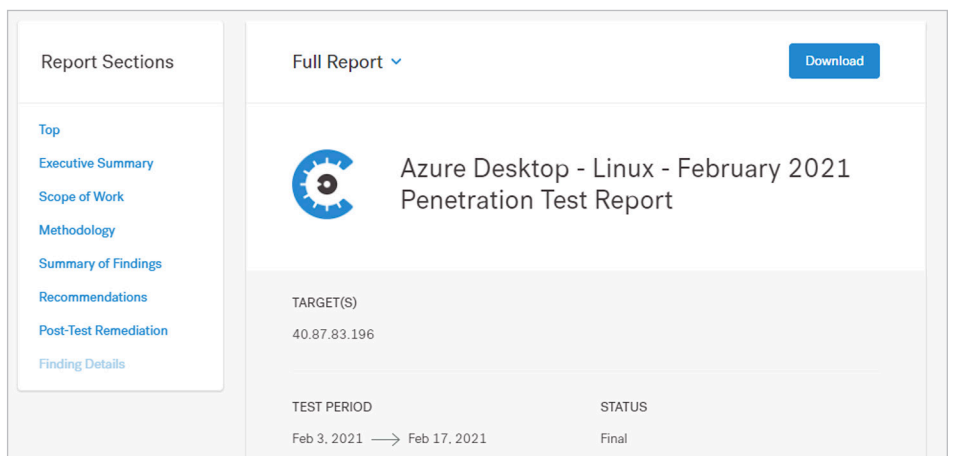 Report Sections
Top
Executive Summary
Scope of Work
Methodology
Summary of Findings
Recommendations
Post-Test Remediation
Finding Details
Full Report
Download
Azure Desktop - Linux - February 2021
Penetration Test Report
TARGET(S)
40.87.83.196
TEST PERIOD
Feb 3, 2021 → Feb 17, 2021
STATUS
Final